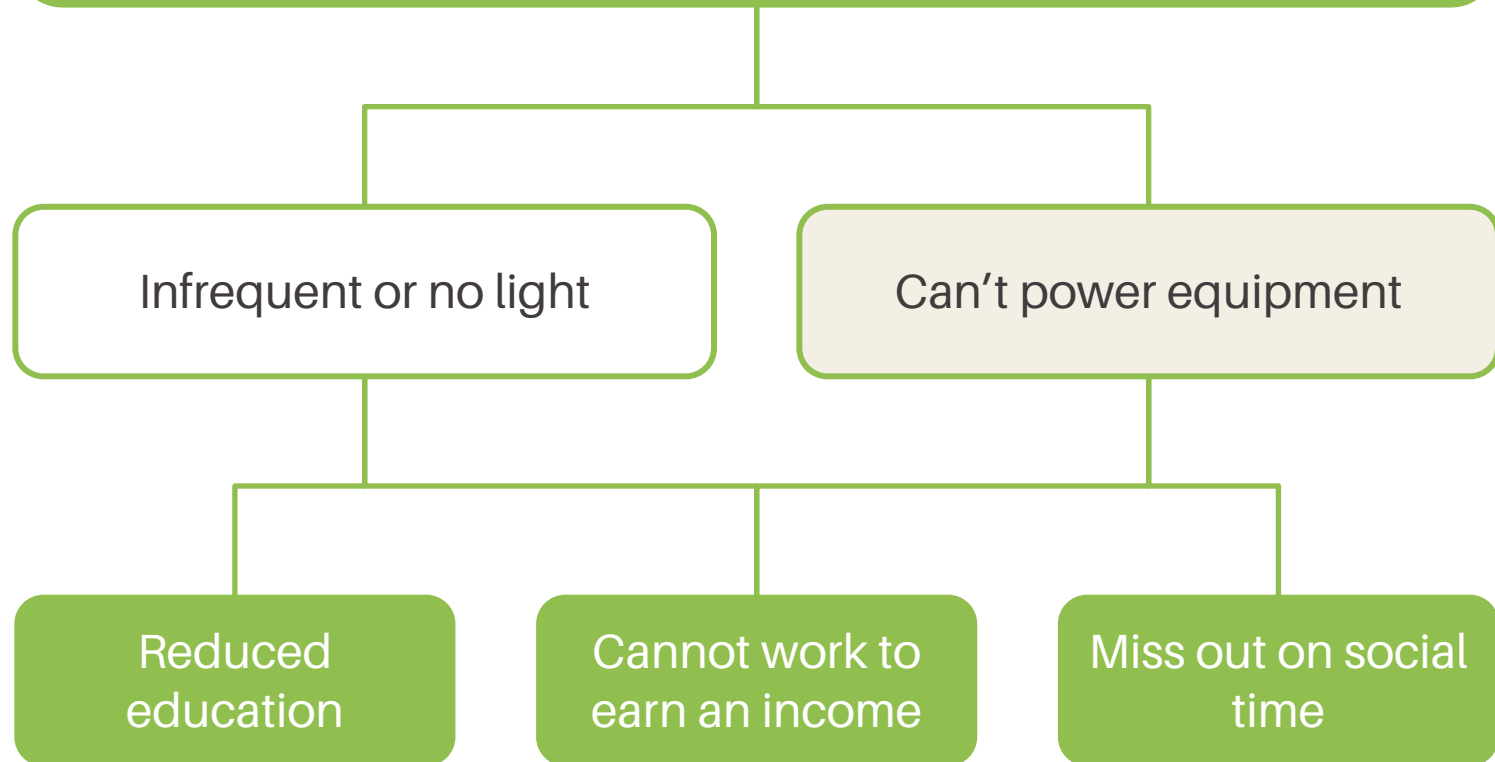 Infrequent or no light
Can’t power equipment
Reduced
education
Cannot work to
earn an income
Miss out on social
time